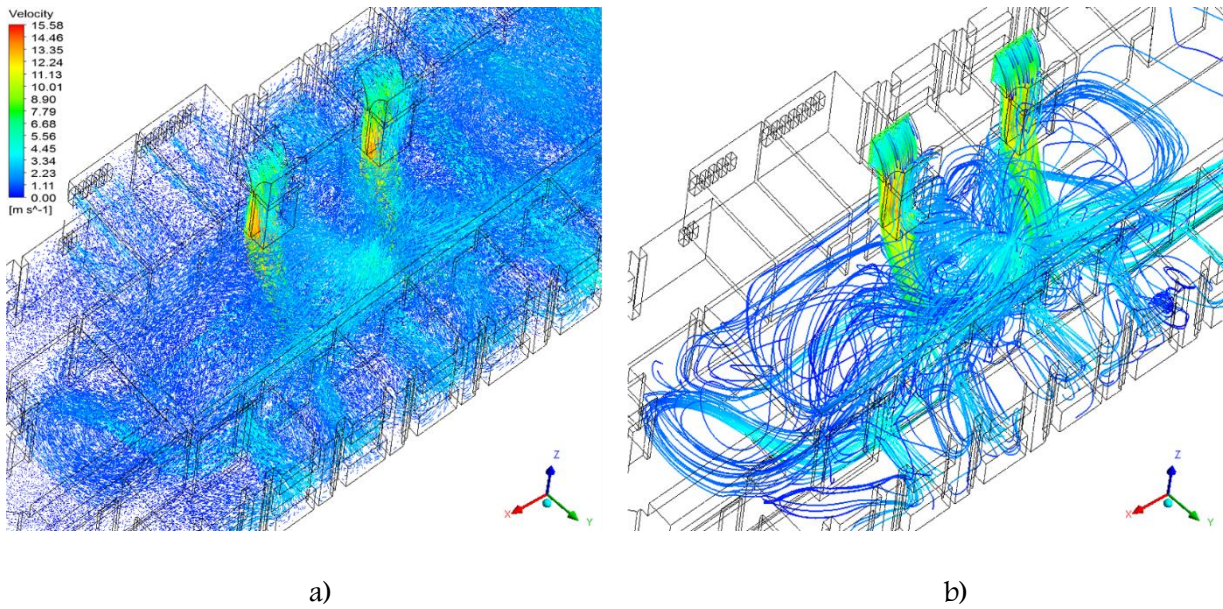 Velocity
15.58
14.46
13.35
12.24
11.13
10.01
8.90
7.79
6.68
5.56
4.45
3.34
2.23
1.11
0.00
[m s^-1]
Z
X
Y
Z
X
Y
a)
b)